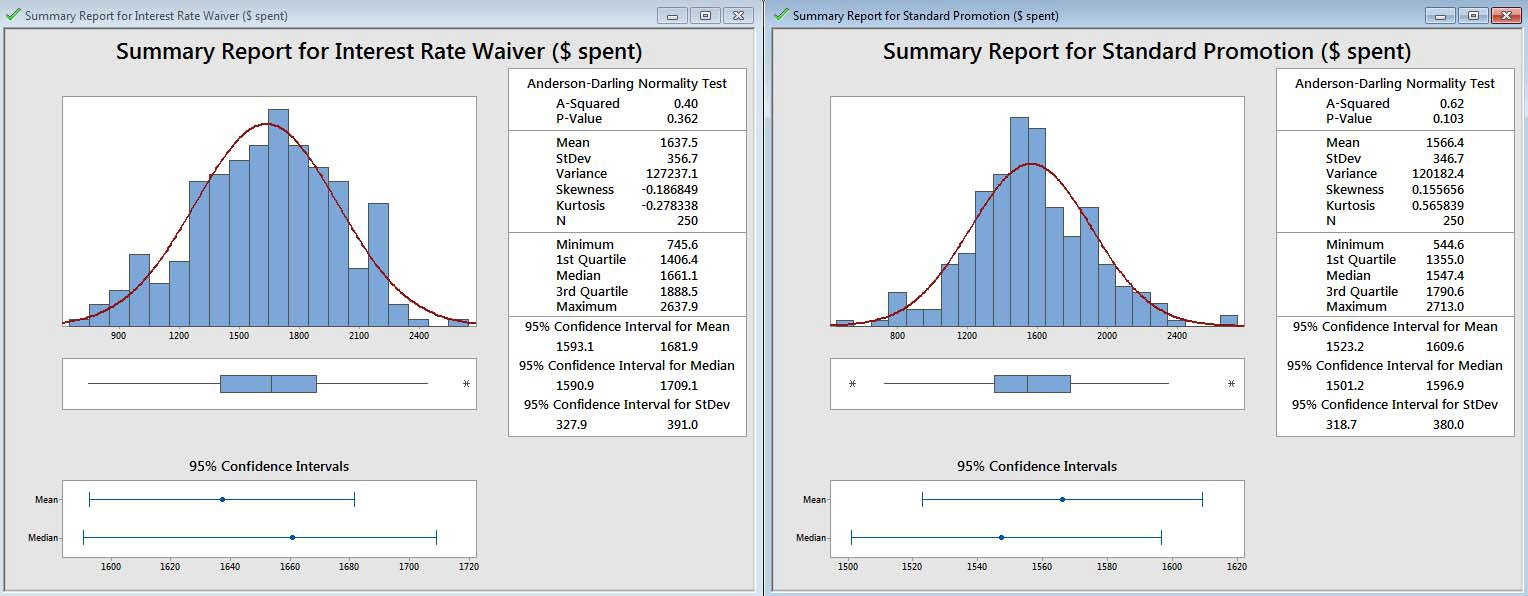 Summary Report for Interest Rate Waiver ($ spent)
Summary Report for Interest Rate Waiver ($ spent)
Anderson-Darling Normality Test
A-Squared 0.40
P-Value 0.362
Mean 1637.5
StDev 356.7
Variance 127237.1
Skewness -0.186849
Kurtosis -0.278338
N 250
Minimum 745.6
1st Quartile 1406.4
Median 1661.1
3rd Quartile 1888.5
Maximum 2637.9
95% Confidence Interval for Mean
1593.1 1681.9
95% Confidence Interval for Median
1590.9 1709.1
95% Confidence Interval for StDev
327.9 391.0
900 1200 1500 1800 2100 2400
95% Confidence Intervals
Mean
Median
1600 1620 1640 1660 1680 1700 1720
Summary Report for Standard Promotion ($ spent)
Summary Report for Standard Promotion ($ spent)
Anderson-Darling Normality Test
A-Squared 0.62
P-Value 0.103
Mean 1566.4
StDev 346.7
Variance 120182.4
Skewness 0.155656
Kurtosis 0.565839
N 250
Minimum 544.6
1st Quartile 1355.0
Median 1547.4
3rd Quartile 1790.6
Maximum 2713.0
95% Confidence Interval for Mean
1523.2 1609.6
95% Confidence Interval for Median
1501.2 1596.9
95% Confidence Interval for StDev
318.7 380.0
800 1200 1600 2000 2400
95% Confidence Intervals
Mean
Median
1500 1520 1540 1560 1580 1600 1620